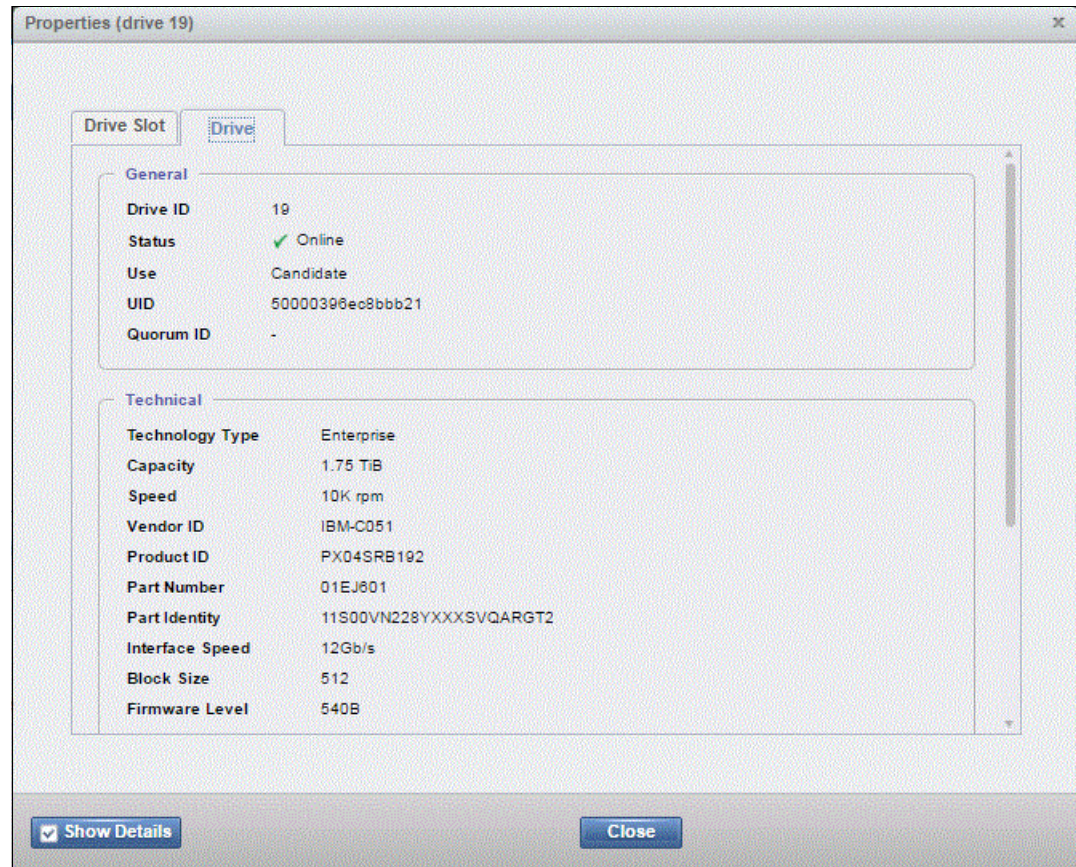 Properties (drive 19)
x
Drive Slot
Drive
General
Drive ID 19
Status Online
Use Candidate
UID 50000396ec8bbb21
Quorum ID -
Technical
Technology Type Enterprise
Capacity 1.75 TiB
Speed 10K rpm
Vendor ID IBM-C051
Product ID PX04SRB192
Part Number 01EJ601
Part Identity 11S00VN228YXXXSVQARGT2
Interface Speed 12Gb/s
Block Size 512
Firmware Level 540B
Show Details
Close